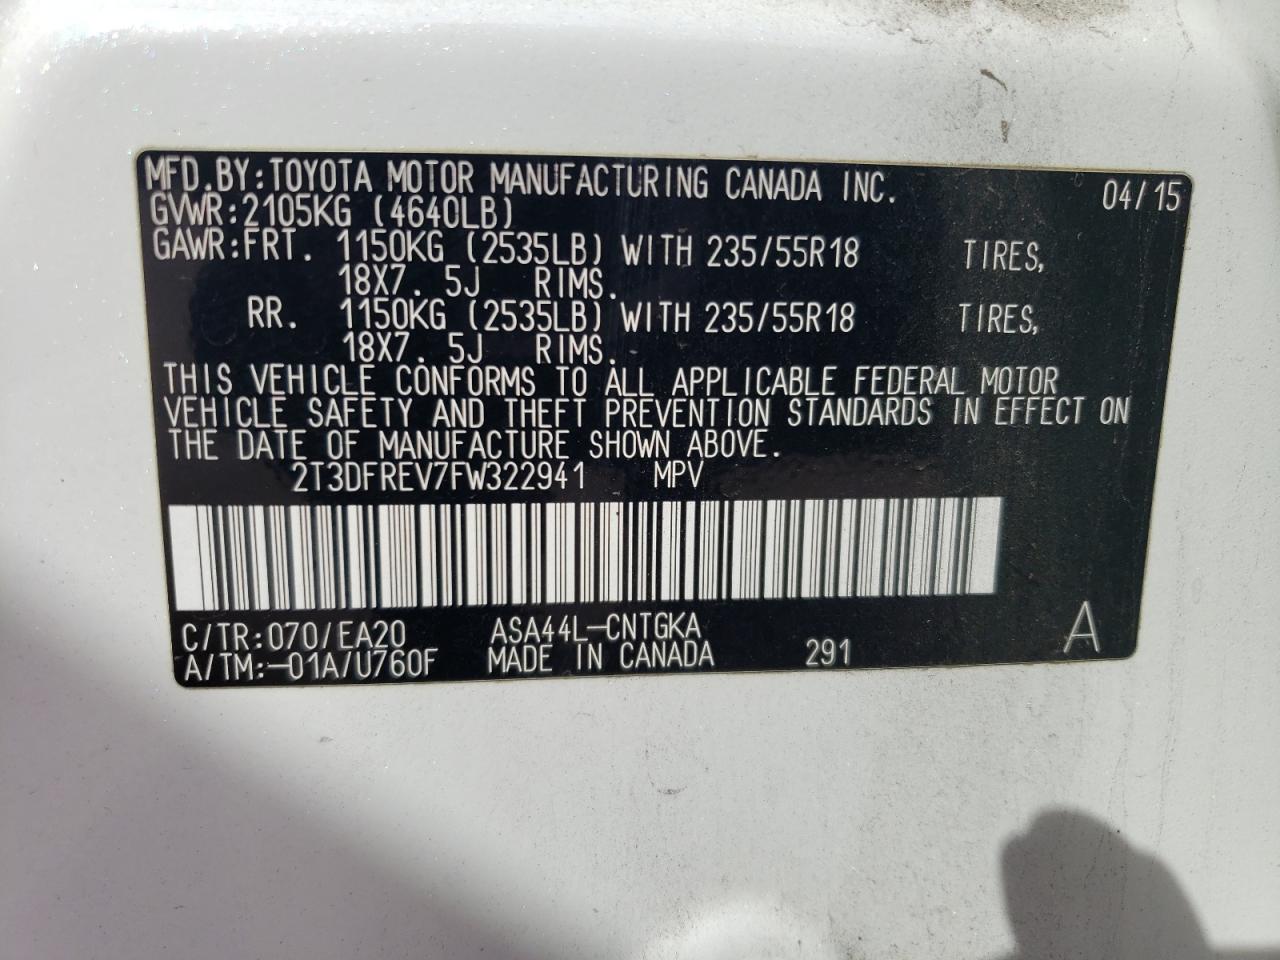 MFD.BY:TOYOTA MOTOR MANUFACTURING CANADA INC. 04/15
GVWR:2105KG (4640LB)
GAWR:FRT. 1150KG (2535LB) WITH 235/55R18 TIRES,
18X7.5J RIMS.
RR. 1150KG (2535LB) WITH 235/55R18 TIRES,
18X7.5J RIMS.
THIS VEHICLE CONFORMS TO ALL APPLICABLE FEDERAL MOTOR
VEHICLE SAFETY AND THEFT PREVENTION STANDARDS IN EFFECT ON
THE DATE OF MANUFACTURE SHOWN ABOVE.
2T3DFREV7FW322941 MPV
C/TR:070/EA20 ASA44L-CNTGKA A
A/TM:-01A/U760F MADE IN CANADA 291